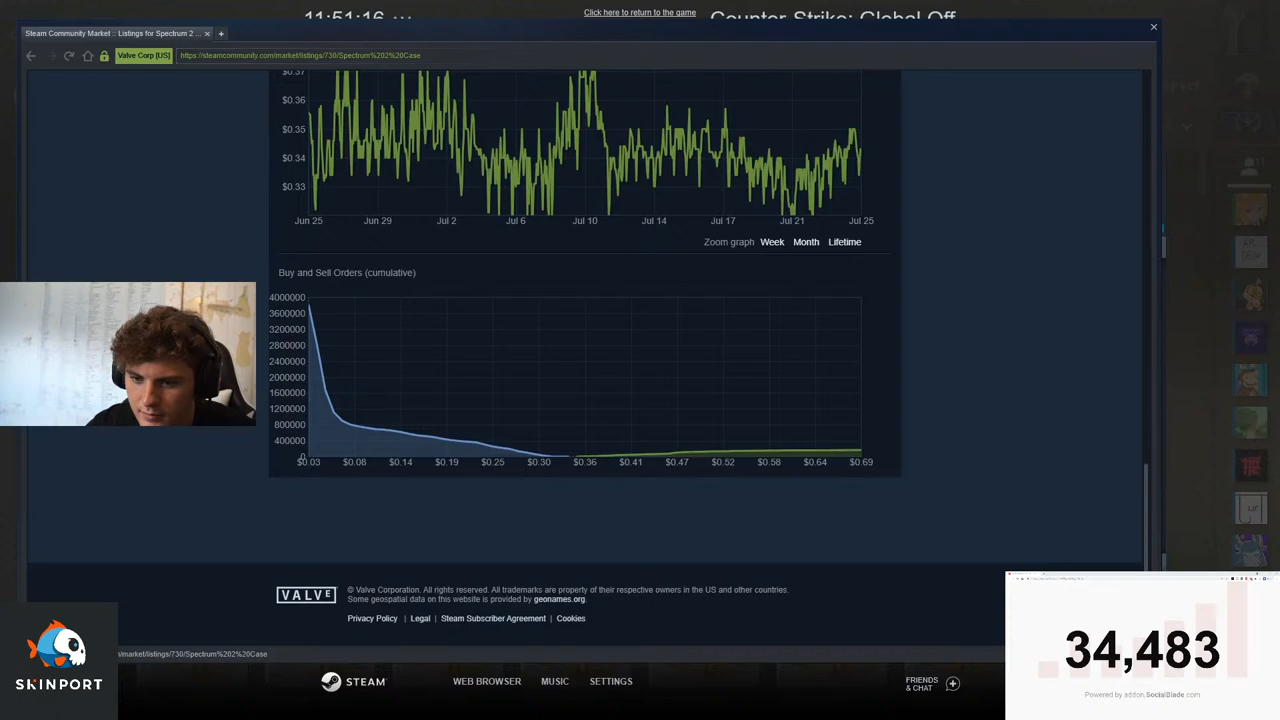 11:51:16
Click here to return to the game
Counter Strike: Global Off
Steam Community Market :: Listings for Spectrum 2 ...
Valve Corp [US]
https://steamcommunity.com/market/listings/730/Spectrum%202%20Case
$0.37
$0.36
$0.35
$0.34
$0.33
Jun 25 Jun 29 Jul 2 Jul 6 Jul 10 Jul 14 Jul 17 Jul 21 Jul 25
Zoom graph Week Month Lifetime
Buy and Sell Orders (cumulative)
4000000
3600000
3200000
2800000
2400000
2000000
1600000
1200000
800000
400000
0
$0.03 $0.08 $0.14 $0.19 $0.25 $0.30 $0.36 $0.41 $0.47 $0.52 $0.58 $0.64 $0.69
VALVE
© Valve Corporation. All rights reserved. All trademarks are property of their respective owners in the US and other countries.
Some geospatial data on this website is provided by geonames.org.
Privacy Policy | Legal | Steam Subscriber Agreement | Cookies
/market/listings/730/Spectrum%202%20Case
SKINPORT
STEAM
WEB BROWSER MUSIC SETTINGS
FRIENDS
& CHAT
34,483
Powered by addon.SocialBlade.com